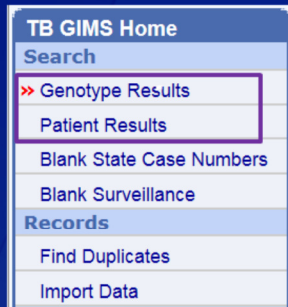 TB GIMS Home
Search
» Genotype Results
Patient Results
Blank State Case Numbers
Blank Surveillance
Records
Find Duplicates
Import Data